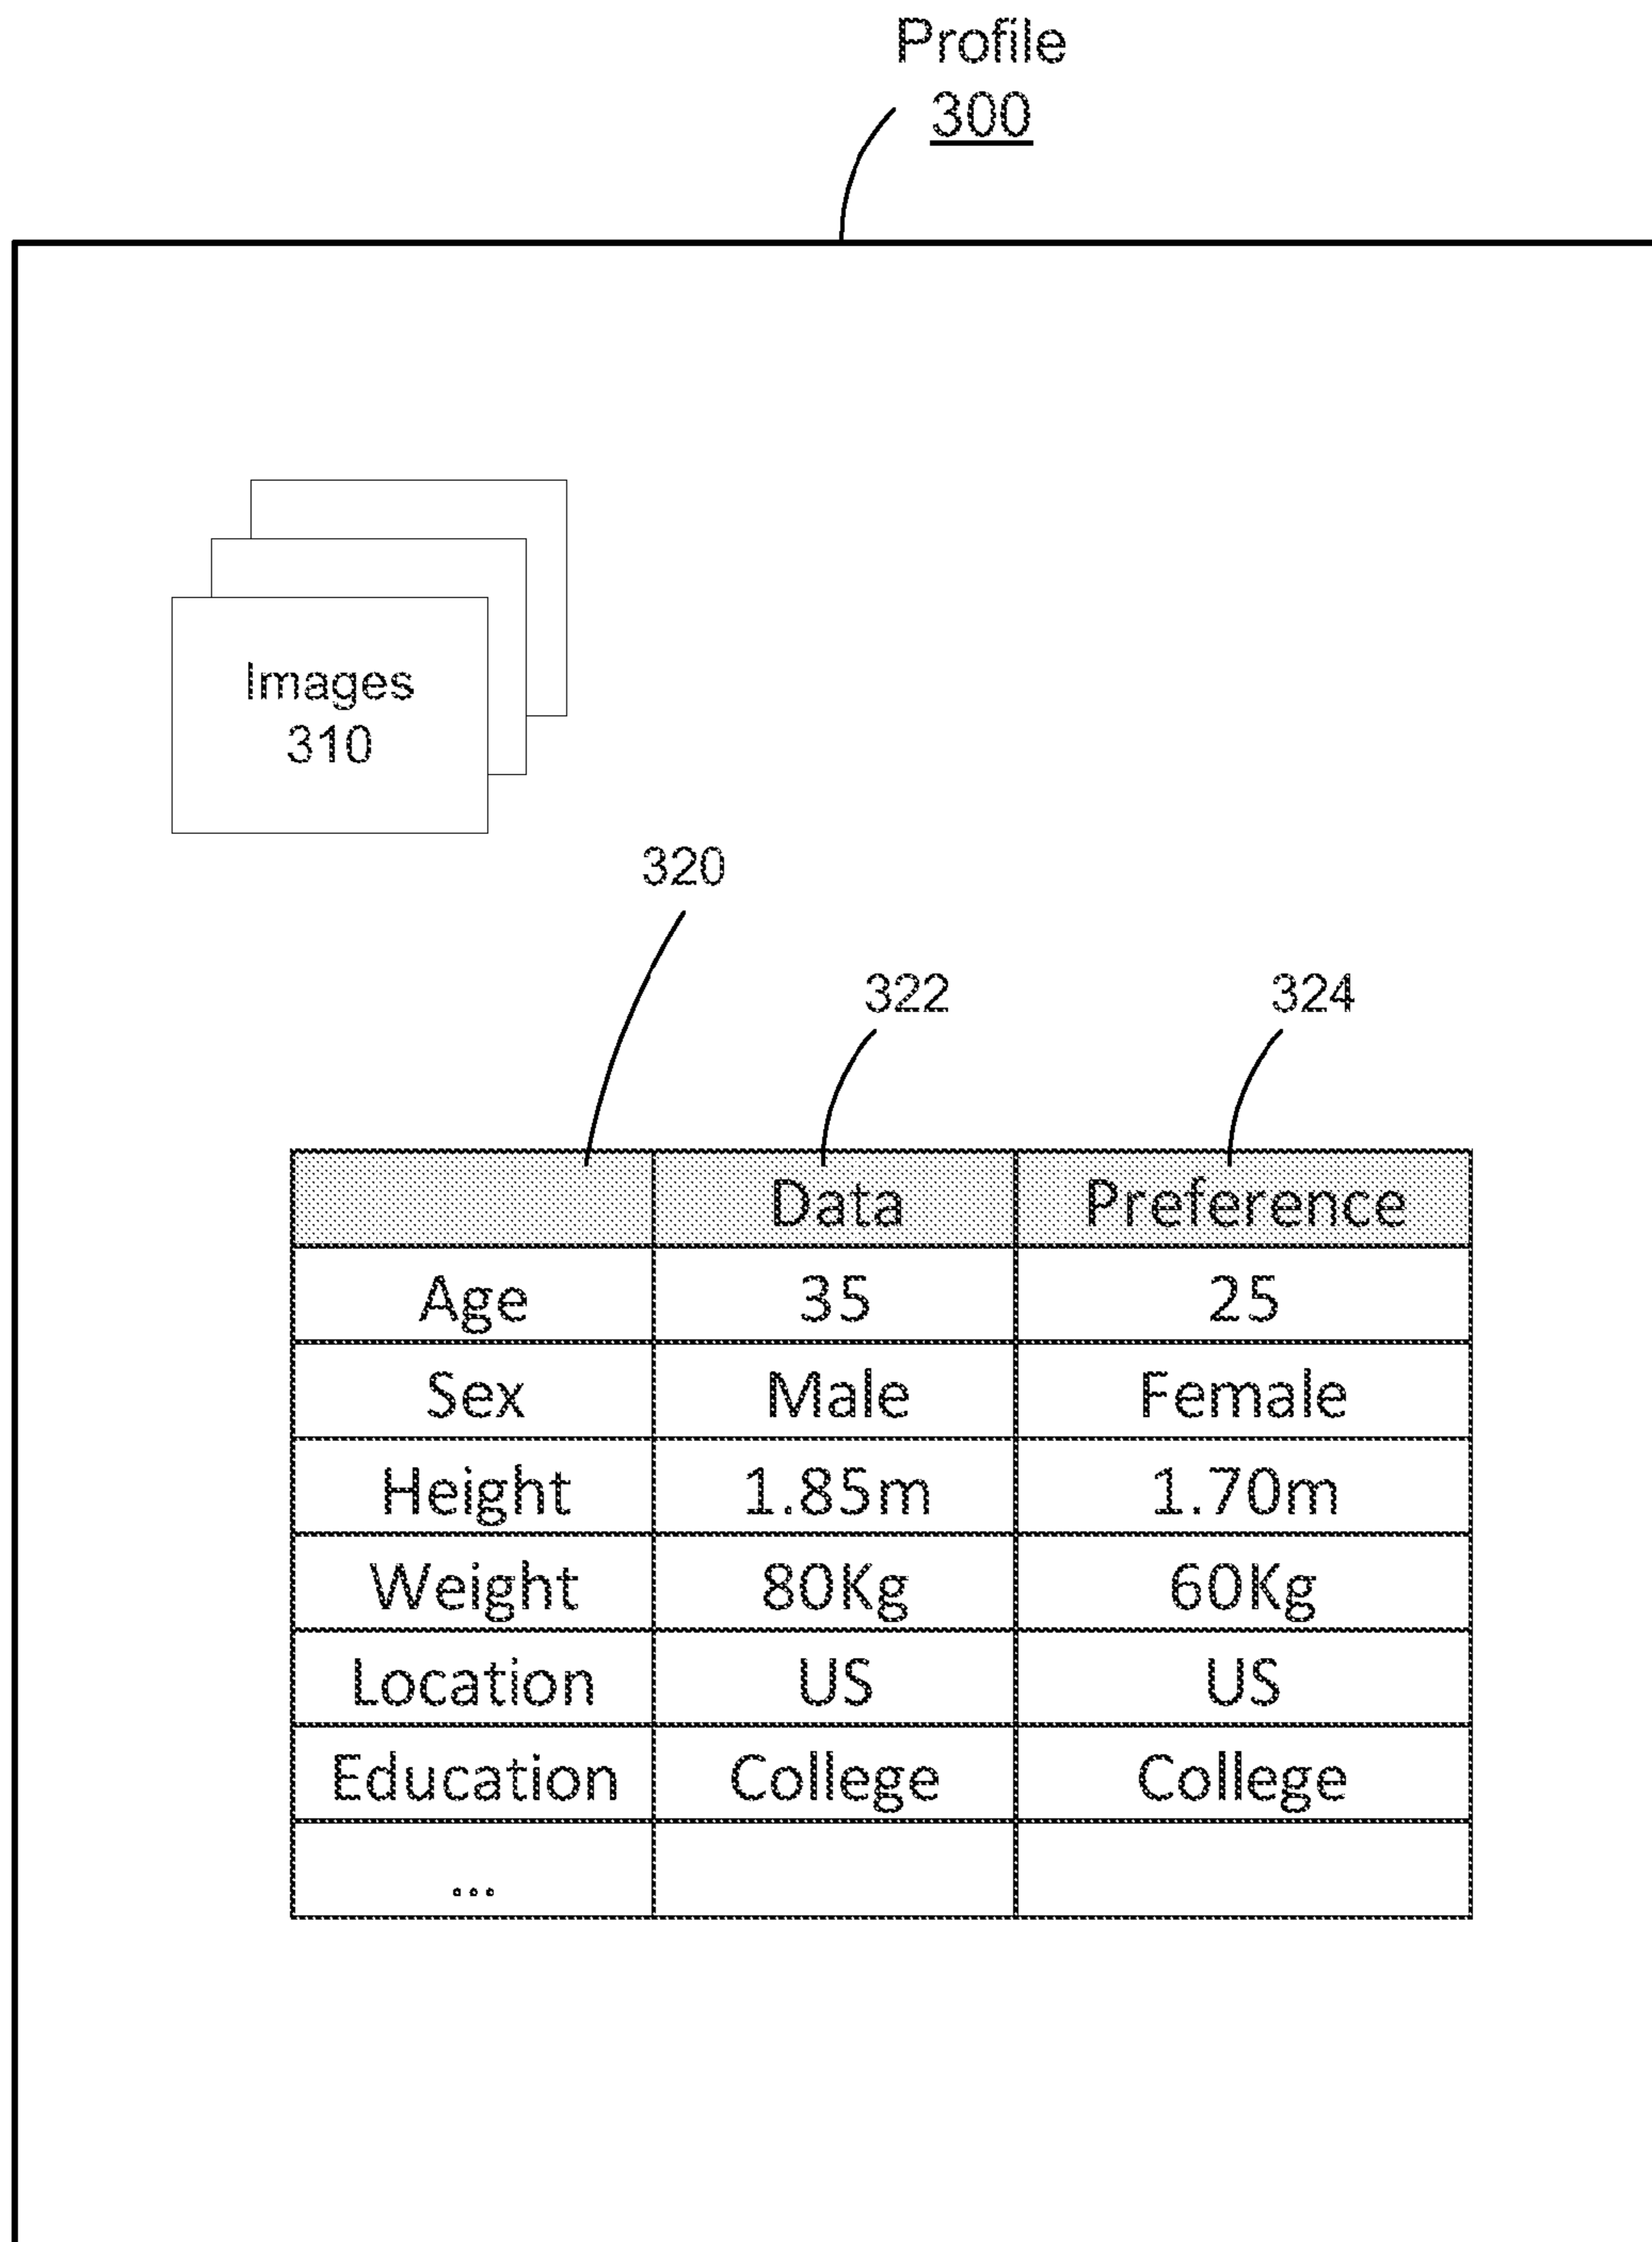 Profile
300
Images
310
320
322
324
Data Preference
Age 35 25
Sex Male Female
Height 1.85m 1.70m
Weight 80Kg 60Kg
Location US US
Education College College
...